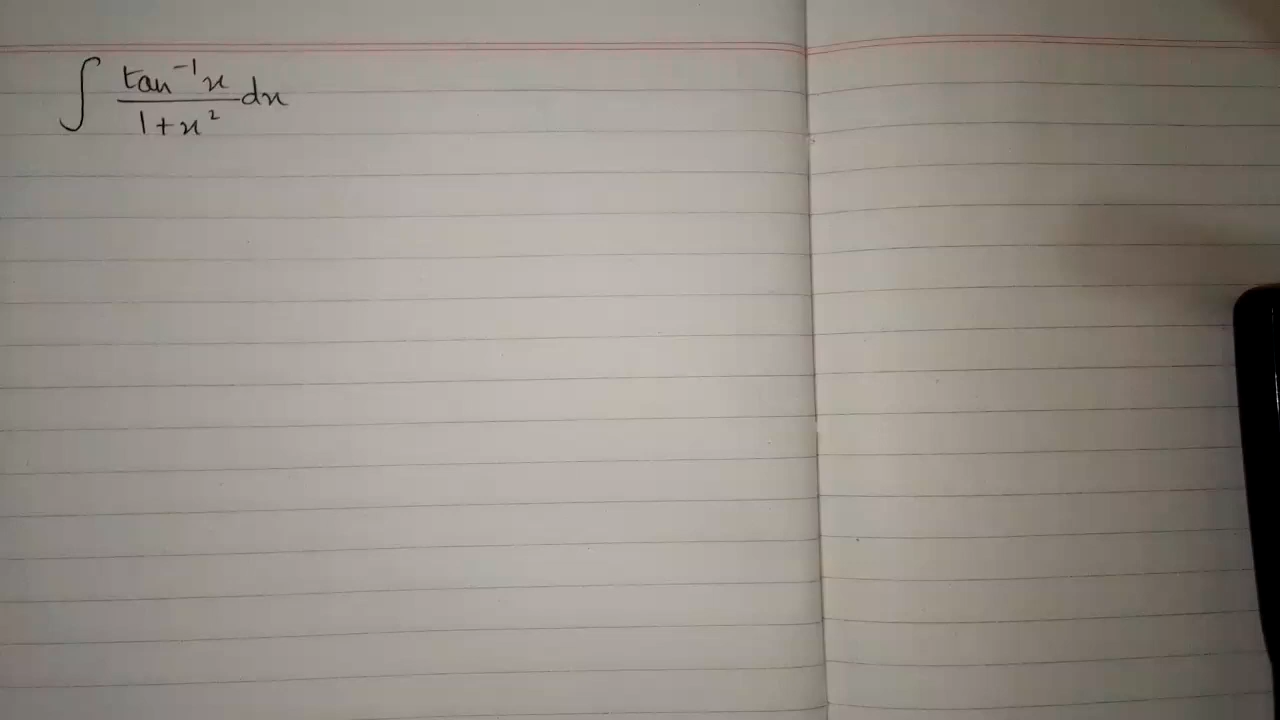 ∫ tan⁻¹x / 1+x² dx